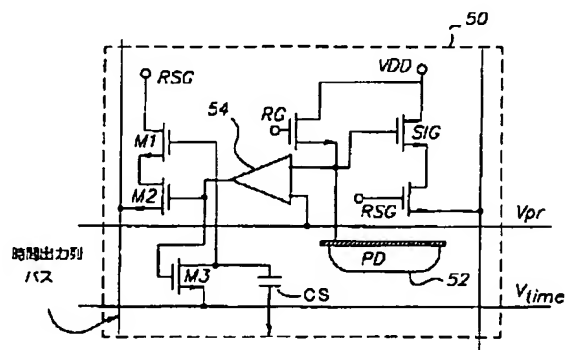 50
VDD
RSG
RG
54
M1
SIG
M2
RSG
Vpr
時間出力列
バス
M3
PD
CS
52
Vtime